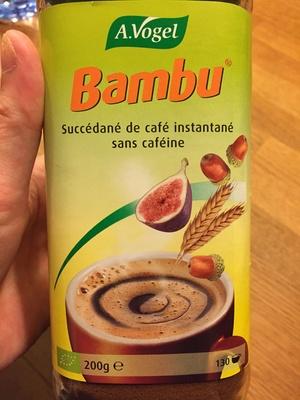 A.Vogel
Bambu®
Succédané de café instantané
sans caféine
200g e
130